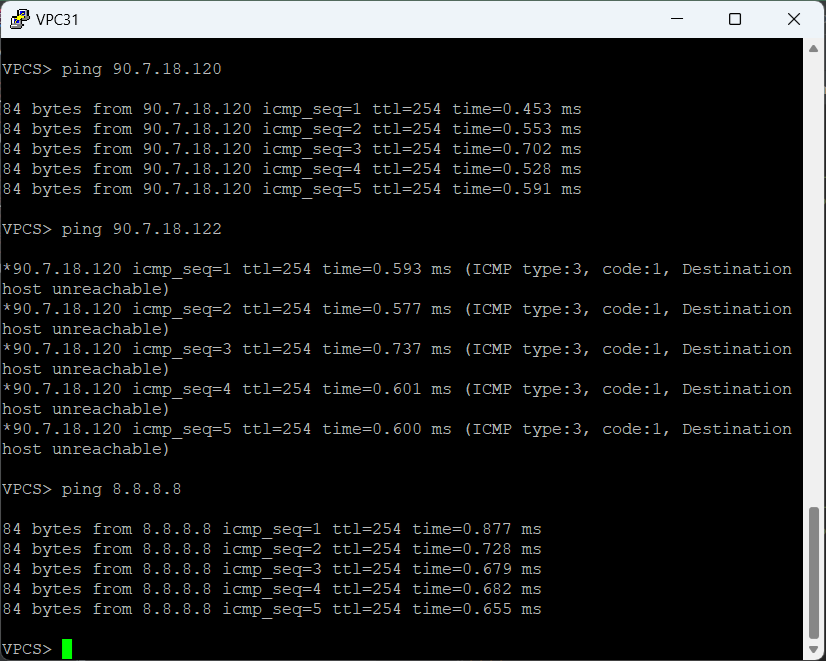 VPC31
VPCS> ping 90.7.18.120
84 bytes from 90.7.18.120 icmp_seq=1 ttl=254 time=0.453 ms
84 bytes from 90.7.18.120 icmp_seq=2 ttl=254 time=0.553 ms
84 bytes from 90.7.18.120 icmp_seq=3 ttl=254 time=0.702 ms
84 bytes from 90.7.18.120 icmp_seq=4 ttl=254 time=0.528 ms
84 bytes from 90.7.18.120 icmp_seq=5 ttl=254 time=0.591 ms
VPCS> ping 90.7.18.122
*90.7.18.120 icmp_seq=1 ttl=254 time=0.593 ms (ICMP type:3, code:1, Destination
host unreachable)
*90.7.18.120 icmp_seq=2 ttl=254 time=0.577 ms (ICMP type:3, code:1, Destination
host unreachable)
*90.7.18.120 icmp_seq=3 ttl=254 time=0.737 ms (ICMP type:3, code:1, Destination
host unreachable)
*90.7.18.120 icmp_seq=4 ttl=254 time=0.601 ms (ICMP type:3, code:1, Destination
host unreachable)
*90.7.18.120 icmp_seq=5 ttl=254 time=0.600 ms (ICMP type:3, code:1, Destination
host unreachable)
VPCS> ping 8.8.8.8
84 bytes from 8.8.8.8 icmp_seq=1 ttl=254 time=0.877 ms
84 bytes from 8.8.8.8 icmp_seq=2 ttl=254 time=0.728 ms
84 bytes from 8.8.8.8 icmp_seq=3 ttl=254 time=0.679 ms
84 bytes from 8.8.8.8 icmp_seq=4 ttl=254 time=0.682 ms
84 bytes from 8.8.8.8 icmp_seq=5 ttl=254 time=0.655 ms
VPCS>